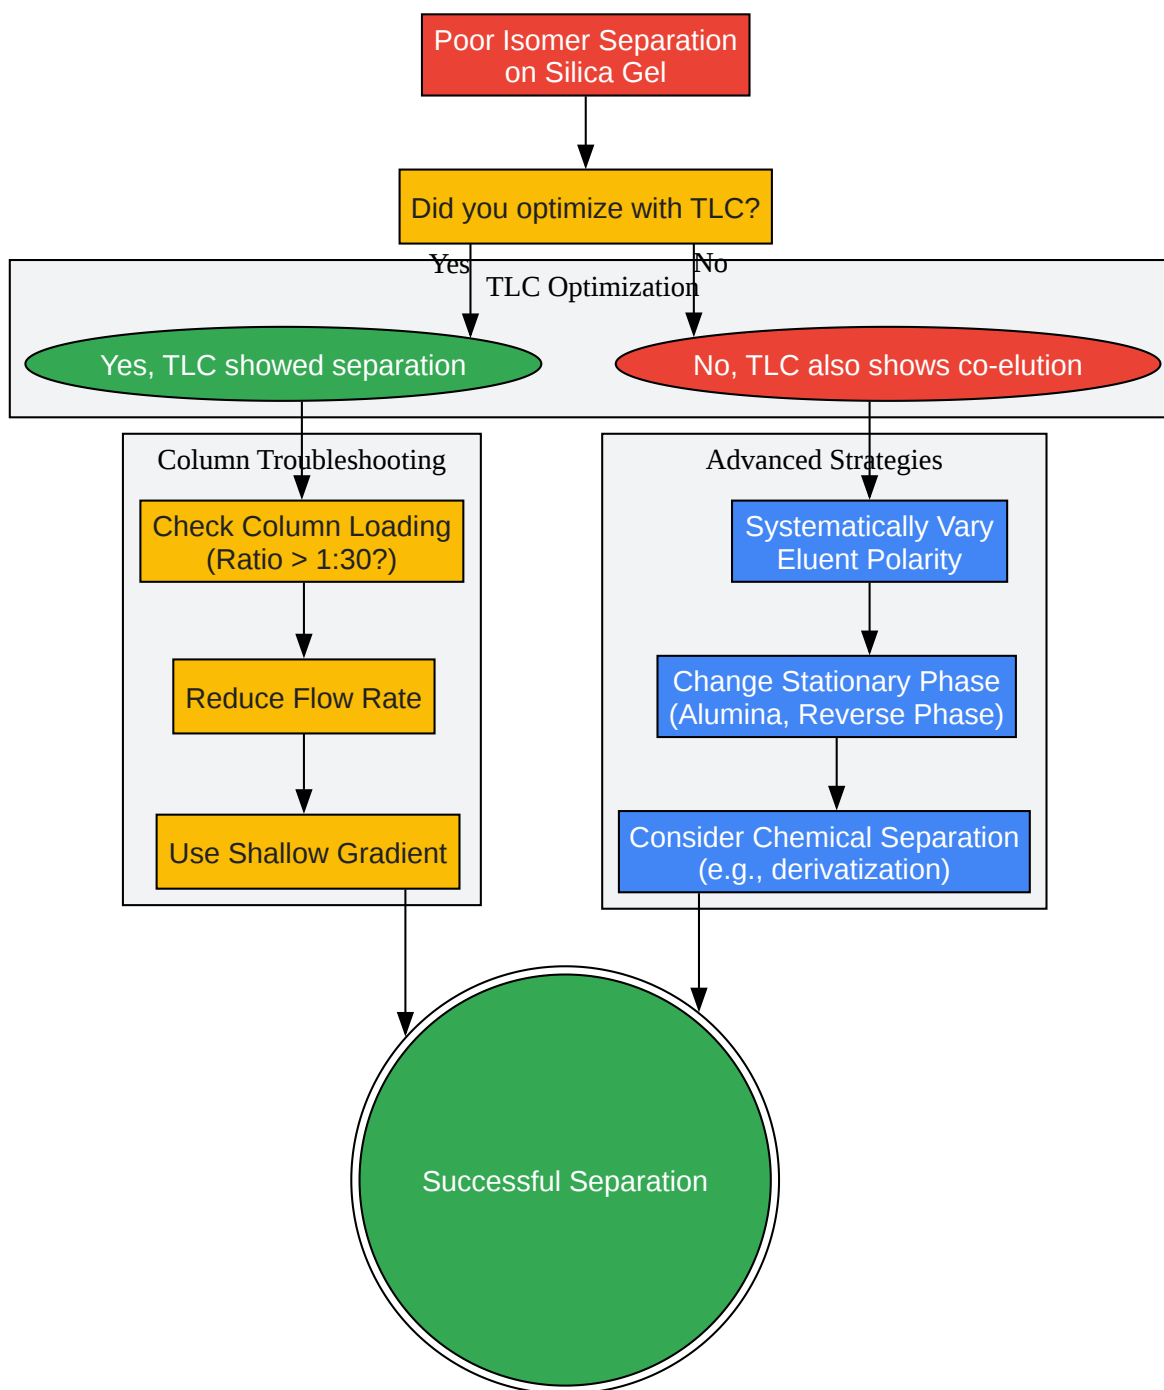 Poor Isomer Separation
on Silica Gel
Did you optimize with TLC?
Yes
No
TLC Optimization
Yes, TLC showed separation
No, TLC also shows co-elution
Column Troubleshooting
Check Column Loading
(Ratio > 1:30?)
Reduce Flow Rate
Use Shallow Gradient
Advanced Strategies
Systematically Vary
Eluent Polarity
Change Stationary Phase
(Alumina, Reverse Phase)
Consider Chemical Separation
(e.g., derivatization)
Successful Separation